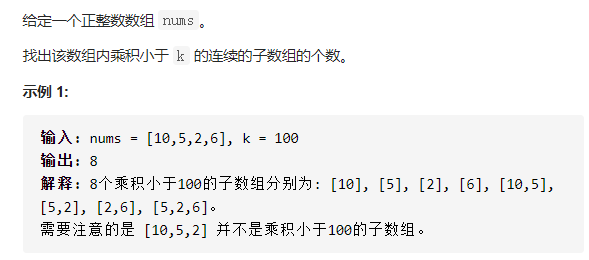 给定一个正整数数组 nums。
找出该数组内乘积小于 k 的连续的子数组的个数。
示例 1:
输入: nums = [10,5,2,6], k = 100
输出: 8
解释: 8个乘积小于100的子数组分别为: [10], [5], [2], [6], [10,5],
[5,2], [2,6], [5,2,6]。
需要注意的是 [10,5,2] 并不是乘积小于100的子数组。